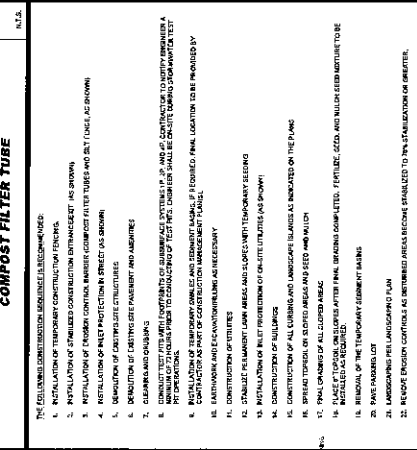 COMPOST FILTER TUBE
N.T.S.
THE FOLLOWING CONSTRUCTION SEQUENCE IS RECOMMENDED:
1. INSTALLATION OF TEMPORARY CONSTRUCTION FENCING.
2. INSTALLATION OF STABILIZED CONSTRUCTION ENTRANCE/EXIT (AS SHOWN)
3. INSTALLATION OF EROSION CONTROL BARRIER (COMPOST FILTER TUBES AND SILT FENCE, AS SHOWN)
4. INSTALLATION OF INLET PROTECTION IN STREET (AS SHOWN)
5. DEMOLITION OF EXISTING SITE STRUCTURES
6. DEMOLITION OF EXISTING SITE PAVEMENT AND AMENITIES
7. CLEARING AND GRUBBING
8. CONDUCT TEST PITS WITH FOOTPRINTS OF SUBSURFACE SYSTEMS 1P, 2P, AND 4P, CONTRACTOR TO NOTIFY ENGINEER A
MINIMUM OF 72 HOURS PRIOR TO CONDUCTING OF TEST PITS. ENGINEER SHALL BE ON-SITE DURING STORMWATER TEST
PIT OPERATIONS.
9. INSTALLATION OF TEMPORARY SWALES AND SEDIMENT BASINS, IF REQUIRED. FINAL LOCATION TO BE PROVIDED BY
CONTRACTOR AS PART OF CONSTRUCTION MANAGEMENT PLANS.
10. EARTHWORK AND EXCAVATION/FILLING AS NECESSARY
11. CONSTRUCTION OF UTILITIES
12. STABILIZE PERMANENT LAWN AREAS AND SLOPES WITH TEMPORARY SEEDING
13. INSTALLATION OF INLET PROTECTION OF ON-SITE UTILITIES (AS SHOWN)
14. CONSTRUCTION OF BUILDINGS
15. CONSTRUCTION OF ALL CURBING AND LANDSCAPE ISLANDS AS INDICATED ON THE PLANS
16. SPREAD TOPSOIL ON SLOPED AREAS AND SEED AND MULCH
17. FINAL GRADING OF ALL SLOPED AREAS
18. PLACE 6" TOPSOIL ON SLOPES AFTER FINAL GRADING COMPLETED. FERTILIZE, SEED, AND MULCH SEED MIXTURE TO BE
INSTALLED AS REQUIRED.
19. REMOVAL OF THE TEMPORARY SEDIMENT BASINS
20. PAVE PARKING LOT
21. LANDSCAPING PER LANDSCAPING PLAN
22. REMOVE EROSION CONTROLS AS DISTURBED AREAS BECOME STABILIZED TO 70% STABILIZATION OR GREATER.